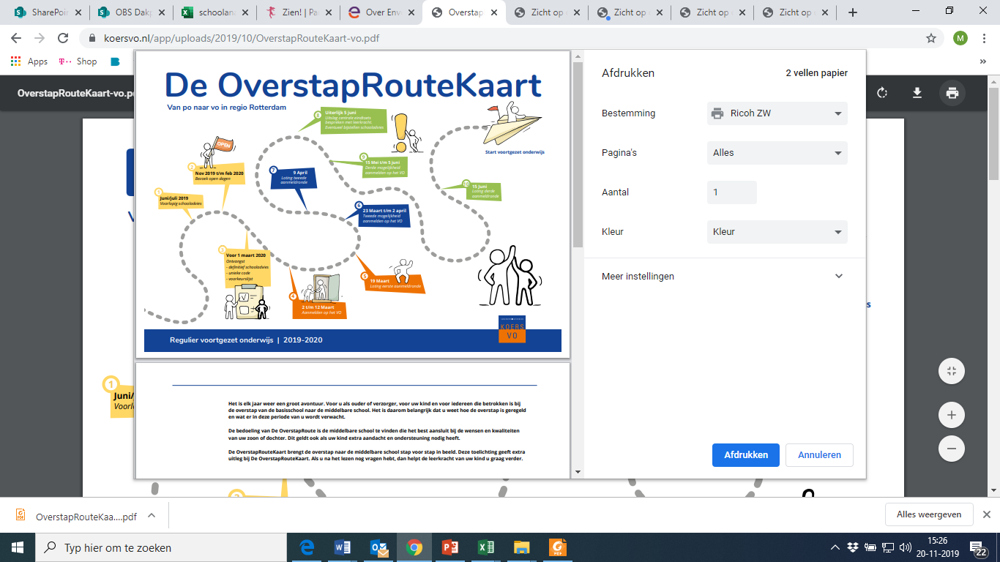 SharePoin
OBS Dakp
schoolana
Zien! | Pa
Over Env
Overstap
Zicht op
Zicht op
Zicht op
Zicht op
koersvo.nl/app/uploads/2019/10/OverstapRouteKaart-vo.pdf
M
Apps
Shop
»
OverstapRouteKaart-vo.p
De OverstapRouteKaart
Van po naar vo in regio Rotterdam
8
Uiterlijk 5 juni
Uitslag centrale eindtoets
bespreken met leerkracht.
Eventueel bijstellen schooladvies
OPEN
Start voortgezet onderwijs
2
Nov 2019 t/m feb 2020
Bezoek open dagen
7
9 April
Loting tweede
aanmeldronde
9
15 Mei t/m 5 juni
Derde mogelijkheid
aanmelden op het VO
10
15 Juni
Loting derde
aanmeldronde
1
Juni/juli 2019
Voorlopig schooladvies
6
23 Maart t/m 2 april
Tweede mogelijkheid
aanmelden op het VO
3
Voor 1 maart 2020
Ontvangst
- definitief schooladvies
- unieke code
- voorkeurslijst
5
19 Maart
Loting eerste aanmeldronde
4
2 t/m 12 Maart
Aanmelden op het VO
KOERS
VO
Regulier voortgezet onderwijs | 2019-2020
Het is elk jaar weer een groot avontuur. Voor u als ouder of verzorger, voor uw kind en voor iedereen die betrokken is bij
de overstap van de basisschool naar de middelbare school. Het is daarom belangrijk dat u weet hoe de overstap is geregeld
en wat er in deze periode van u wordt verwacht.
De bedoeling van De OverstapRoute is de middelbare school te vinden die het best aansluit bij de wensen en kwaliteiten
van uw zoon of dochter. Dit geldt ook als uw kind extra aandacht en ondersteuning nodig heeft.
De OverstapRouteKaart brengt de overstap naar de middelbare school stap voor stap in beeld. Deze toelichting geeft extra
uitleg bij De OverstapRouteKaart. Als u na het lezen nog vragen hebt, dan helpt de leerkracht van uw kind u graag verder.
Afdrukken
2 vellen papier
Bestemming
Ricoh ZW
Pagina's
Alles
Aantal
1
Kleur
Kleur
Meer instellingen
Afdrukken
Annuleren
V
s
1
Juni/
Voorl
OverstapRouteKaa....pdf
Alles weergeven
Typ hier om te zoeken
15:26
20-11-2019
22